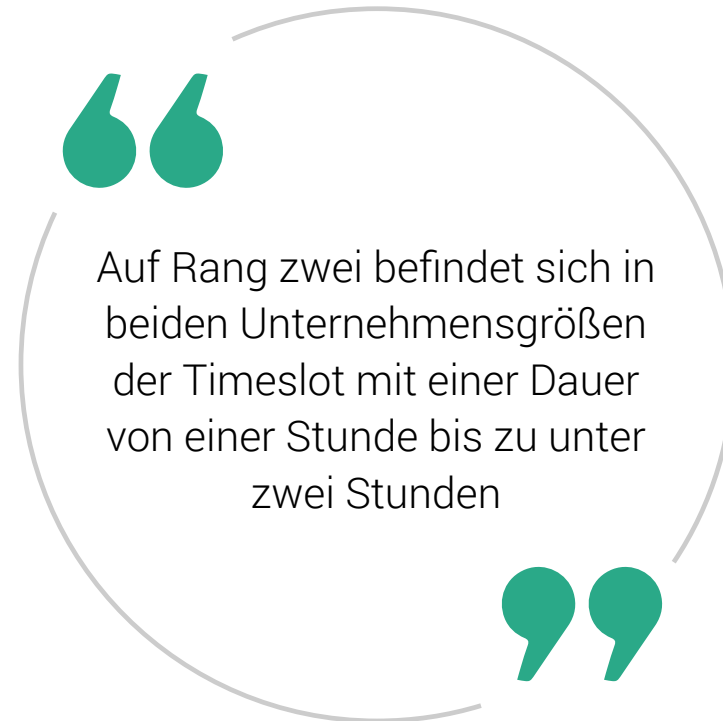 Auf Rang zwei befindet sich in
beiden Unternehmensgrößen
der Timeslot mit einer Dauer
von einer Stunde bis zu unter
zwei Stunden